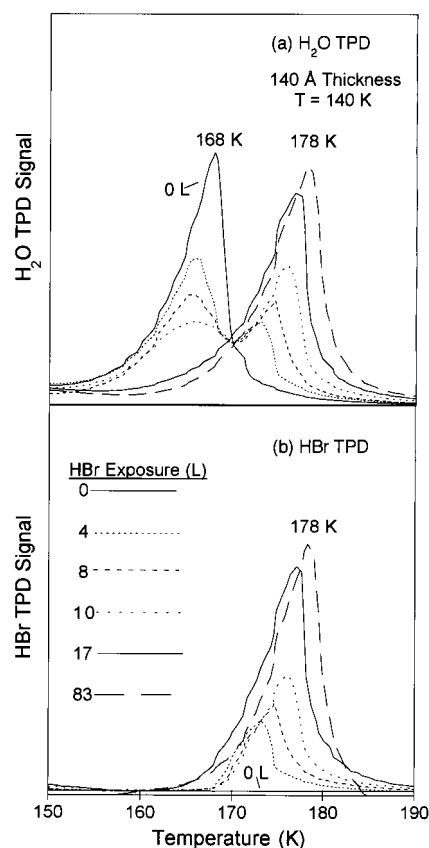 (a) H2O TPD
140 Å Thickness
T = 140 K
168 K
178 K
0 L
H2O TPD Signal
(b) HBr TPD
HBr Exposure (L)
0
4
8
10
17
83
178 K
0 L
HBr TPD Signal
150 160 170 180 190
Temperature (K)